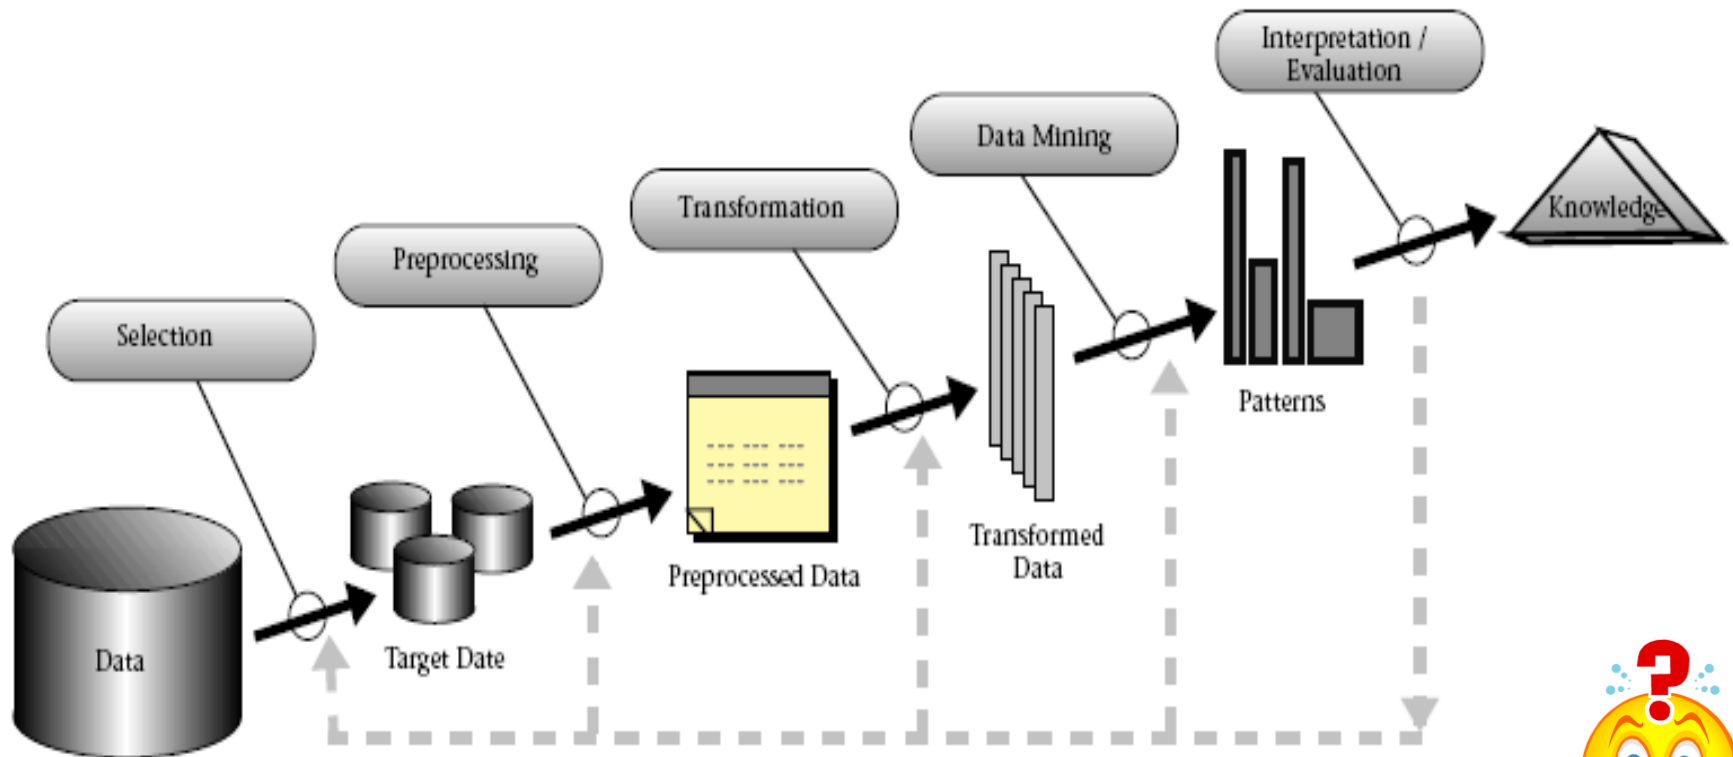 Interpretation /
Evaluation
Data Mining
Transformation
Preprocessing
Selection
Knowledge
Patterns
Transformed
Data
Preprocessed Data
Target Date
Data
?